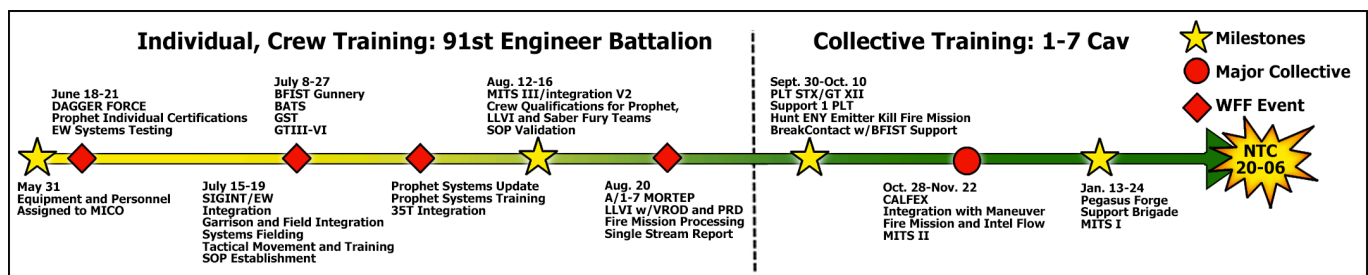 Individual, Crew Training: 91st Engineer Battalion
Collective Training: 1-7 Cav
Milestones
Major Collective
WFF Event
June 18-21
DAGGER FORCE
Prophet Individual Certifications
EW Systems Testing
July 8-27
BFIST Gunnery
BATS
GST
GTIII-VI
Aug. 12-16
MITS III/integration V2
Crew Qualifications for Prophet,
LLVI and Saber Fury Teams
SOP Validation
Sept. 30-Oct. 10
PLT STX/GT XII
Support 1 PLT
Hunt ENY Emitter Kill Fire Mission
BreakContact w/BFIST Support
NTC
20-06
May 31
Equipment and Personnel
Assigned to MICO
July 15-19
SIGINT/EW
Integration
Garrison and Field Integration
Systems Fielding
Tactical Movement and Training
SOP Establishment
Prophet Systems Update
Prophet Systems Training
35T Integration
Aug. 20
A/1-7 MORTEP
LLVI w/VROD and PRD
Fire Mission Processing
Single Stream Report
Oct. 28-Nov. 22
CALFEX
Integration with Maneuver
Fire Mission and Intel Flow
MITS II
Jan. 13-24
Pegasus Forge
Support Brigade
MITS I